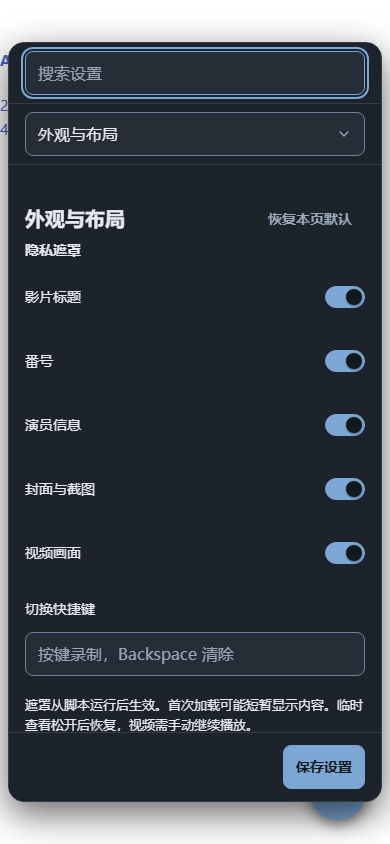 搜索设置
外观与布局
外观与布局
恢复本页默认
隐私遮罩
影片标题
番号
演员信息
封面与截图
视频画面
切换快捷键
按键录制，Backspace 清除
遮罩从脚本运行后生效。首次加载可能短暂显示内容。临时
查看松开后恢复，视频需手动继续播放。
保存设置